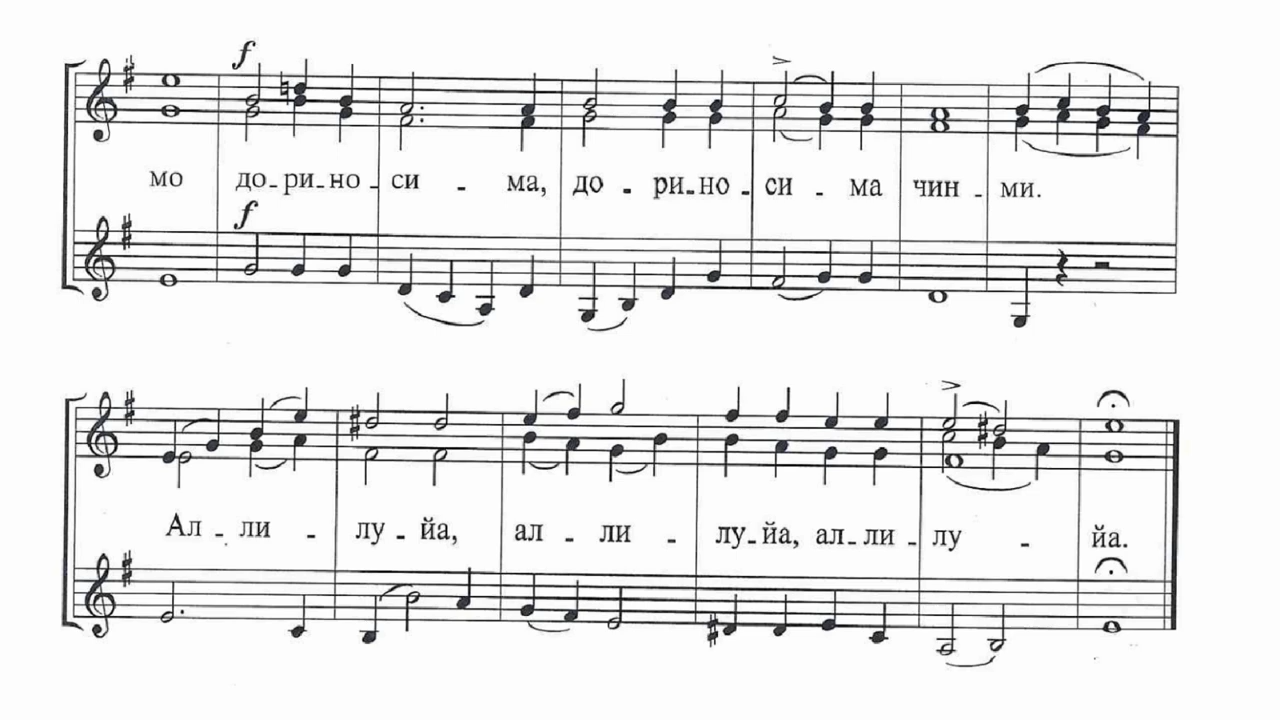 f
мо до-ри-но-си-ма, до-ри-но-си-ма чин-ми.
f
Ал-ли-лу-йа, ал-ли-лу-йа, ал-ли-лу-йа.